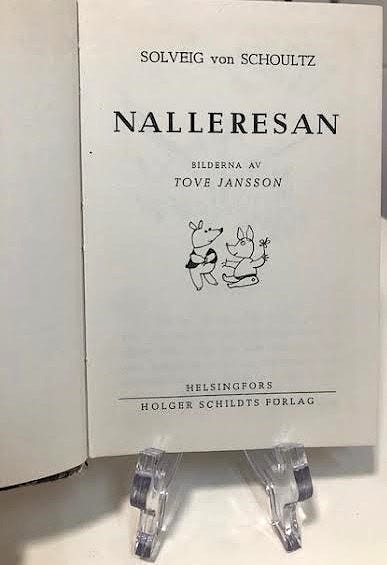 SOLVEIG von SCHOULTZ
NALLERESAN
BILDERNA AV
TOVE JANSSON
HELSINGFORS
HOLGER SCHILDTS FÖRLAG